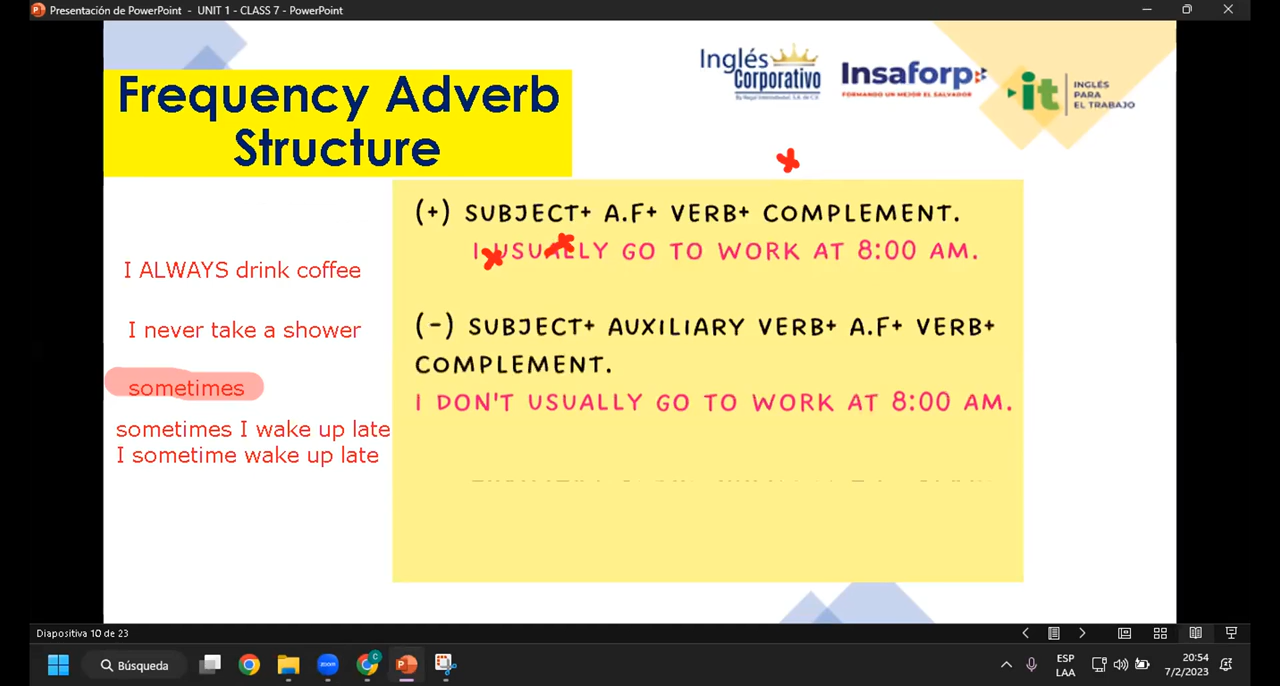 Presentación de PowerPoint - UNIT 1 - CLASS 7 - PowerPoint
Frequency Adverb
Structure
Inglés
Corporativo
Insaforp
FORMANDO UN MEJOR EL SALVADOR
it
INGLÉS
PARA
EL TRABAJO
(+) SUBJECT+ A.F+ VERB+ COMPLEMENT.
I USUALLY GO TO WORK AT 8:00 AM.
(-) SUBJECT+ AUXILIARY VERB+ A.F+ VERB+
COMPLEMENT.
I DON'T USUALLY GO TO WORK AT 8:00 AM.
I ALWAYS drink coffee
I never take a shower
sometimes
sometimes I wake up late
I sometime wake up late
Diapositiva 10 de 23
Búsqueda
ESP
LAA
20:54
7/2/2023